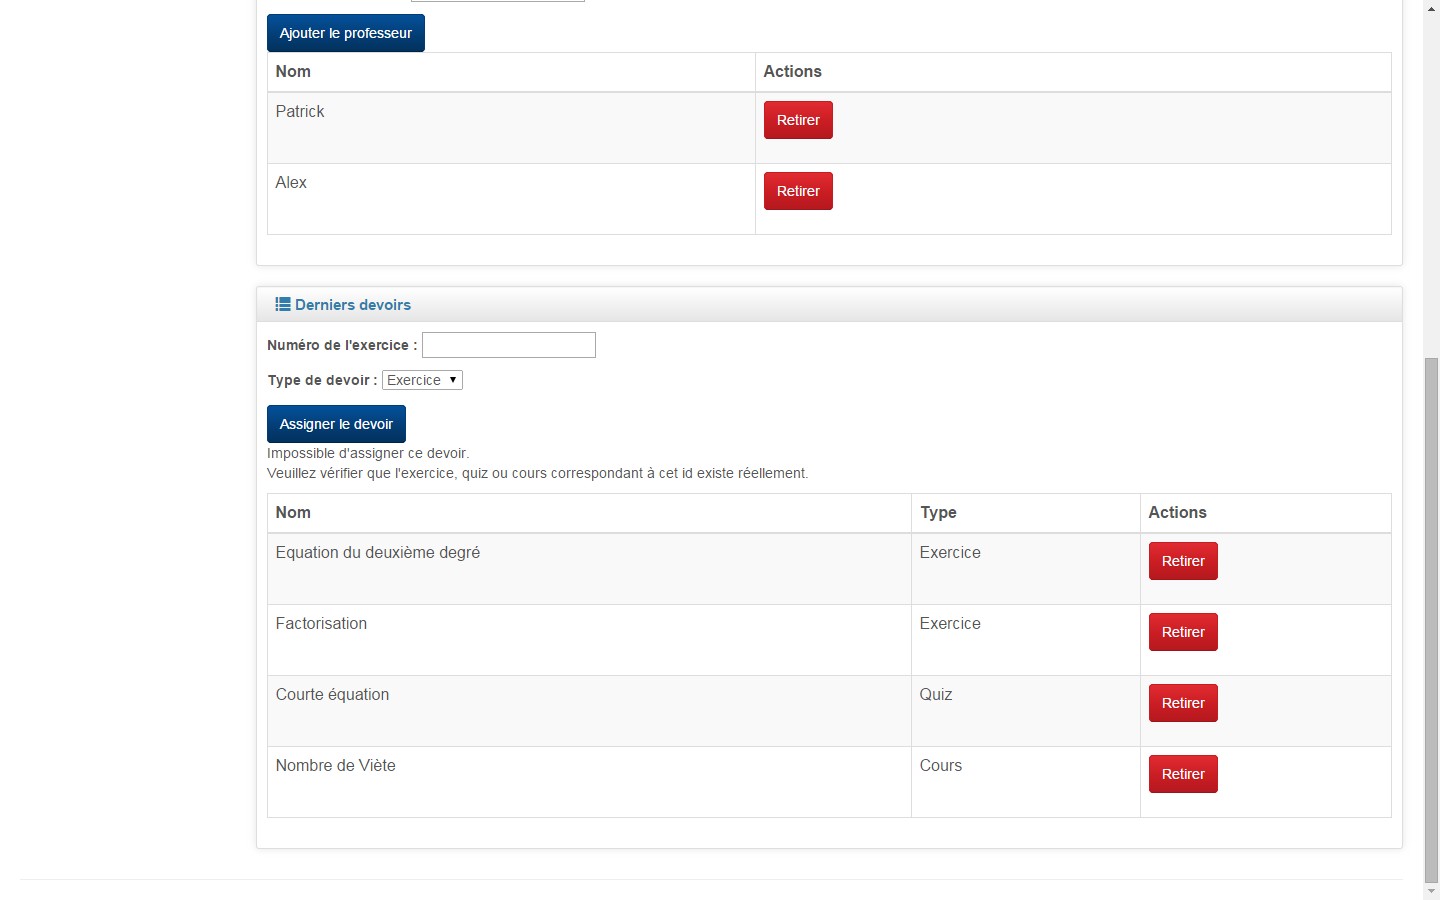 Ajouter le professeur
Nom Actions
Patrick Retirer
Alex Retirer
Derniers devoirs
Numéro de l'exercice :
Type de devoir : Exercice
Assigner le devoir
Impossible d'assigner ce devoir.
Veuillez vérifier que l'exercice, quiz ou cours correspondant à cet id existe réellement.
Nom Type Actions
Equation du deuxième degré Exercice Retirer
Factorisation Exercice Retirer
Courte équation Quiz Retirer
Nombre de Viète Cours Retirer